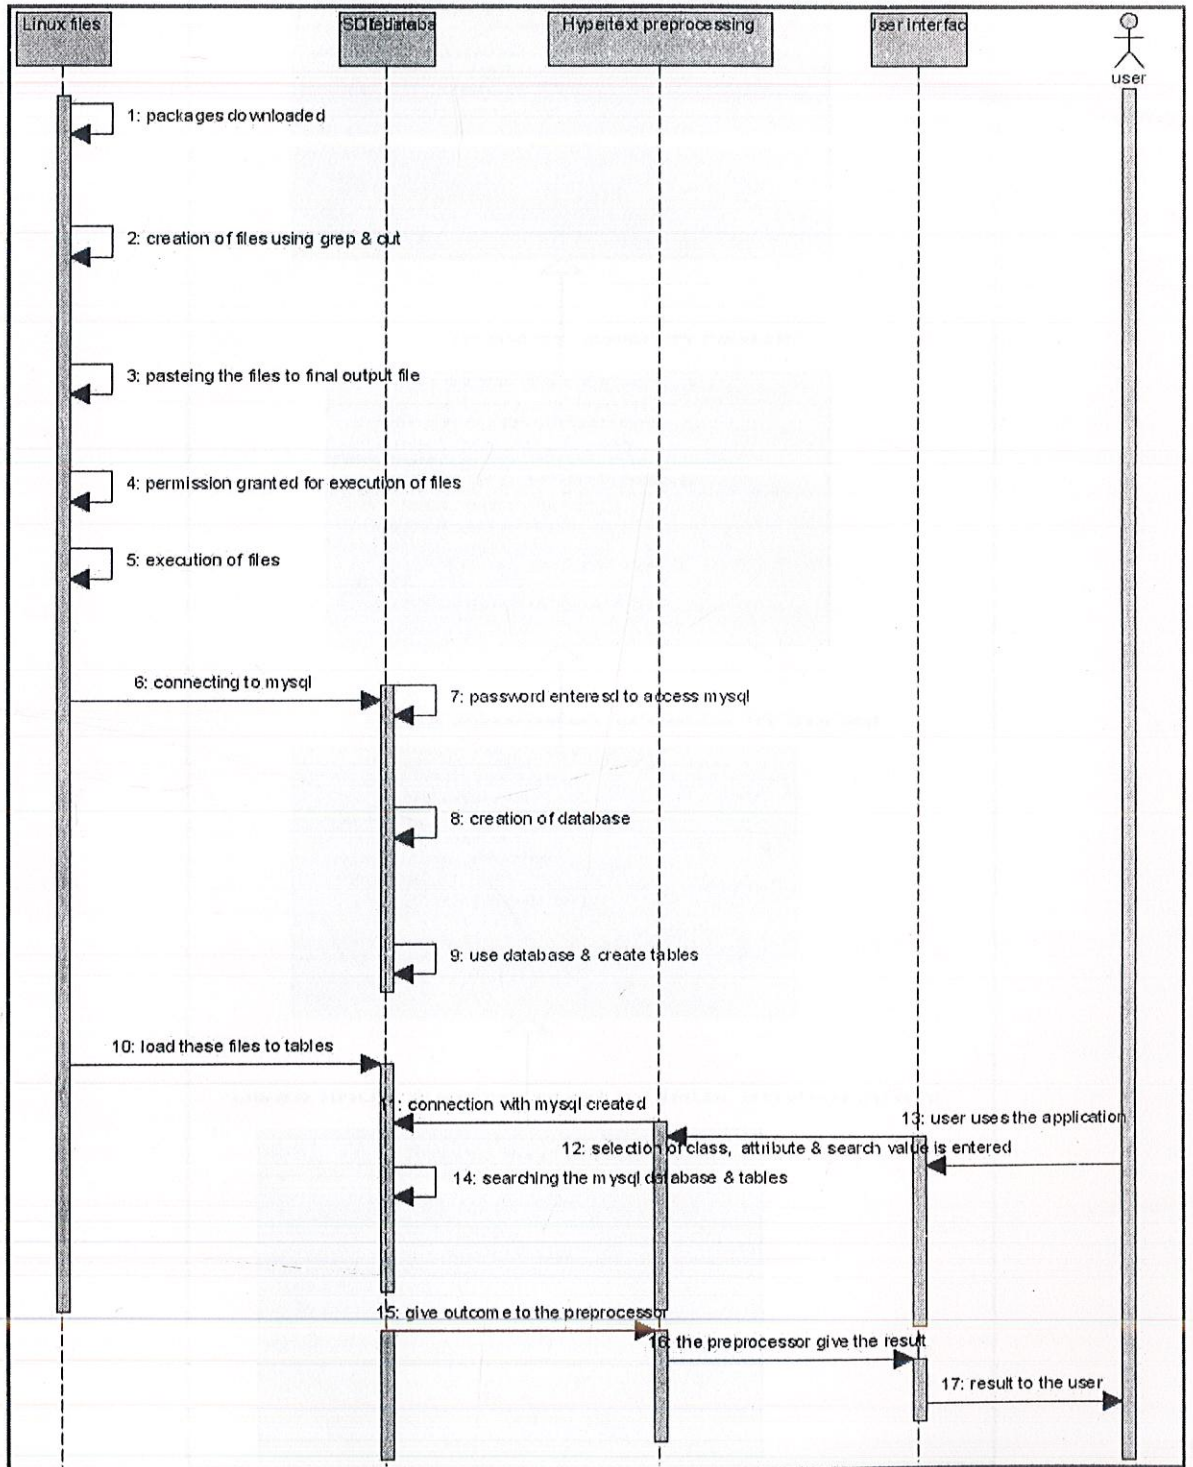 Linux files
Hypertext preprocessing
User interfac
user
1: packages downloaded
2: creation of files using grep & cut
3: pasteing the files to final output file
4: permission granted for execution of files
5: execution of files
6: connecting to mysql
7: password enteresd to access mysql
8: creation of database
9: use database & create tables
10: load these files to tables
11: connection with mysql created
13: user uses the application
12: selection of class, attribute & search value is entered
14: searching the mysql database & tables
15: give outcome to the preprocessor
16: the preprocessor give the result
17: result to the user